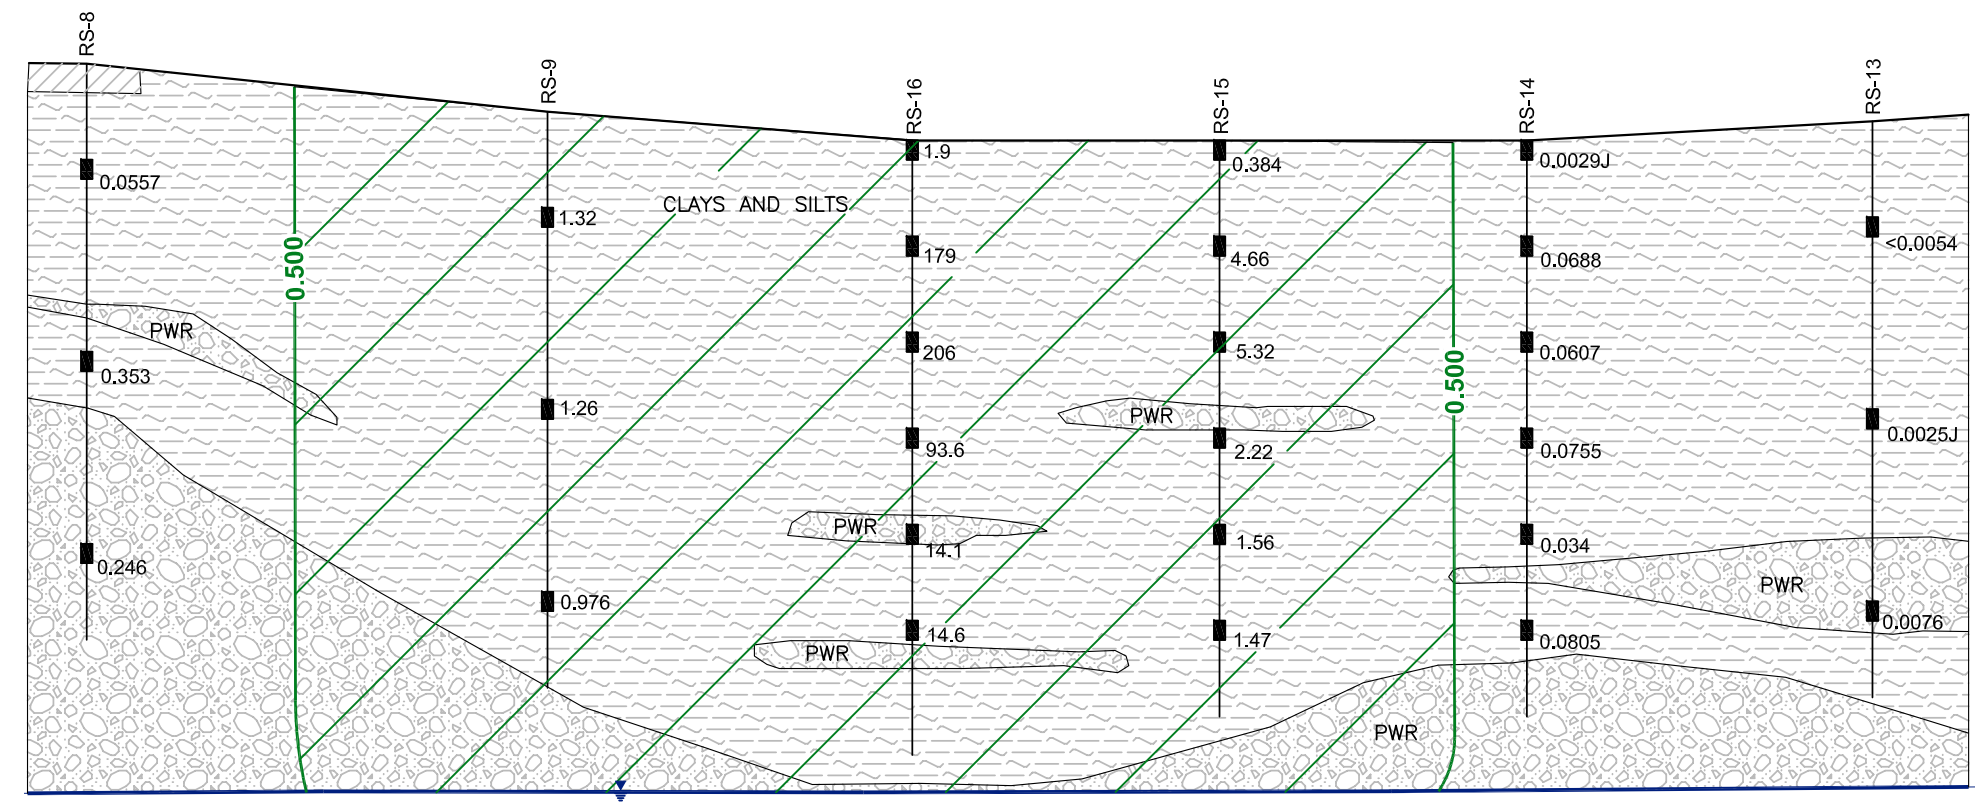 RS-8
RS-9
RS-16
RS-15
RS-14
RS-13
0.0557
0.353
0.246
PWR
0.500
1.32
1.26
0.976
CLAYS AND SILTS
1.9
179
206
93.6
PWR
14.1
14.6
PWR
0.384
4.66
5.32
PWR
2.22
1.56
1.47
0.500
PWR
0.0029J
0.0688
0.0607
0.0755
0.034
0.0805
<0.0054
0.0025J
PWR
0.0076